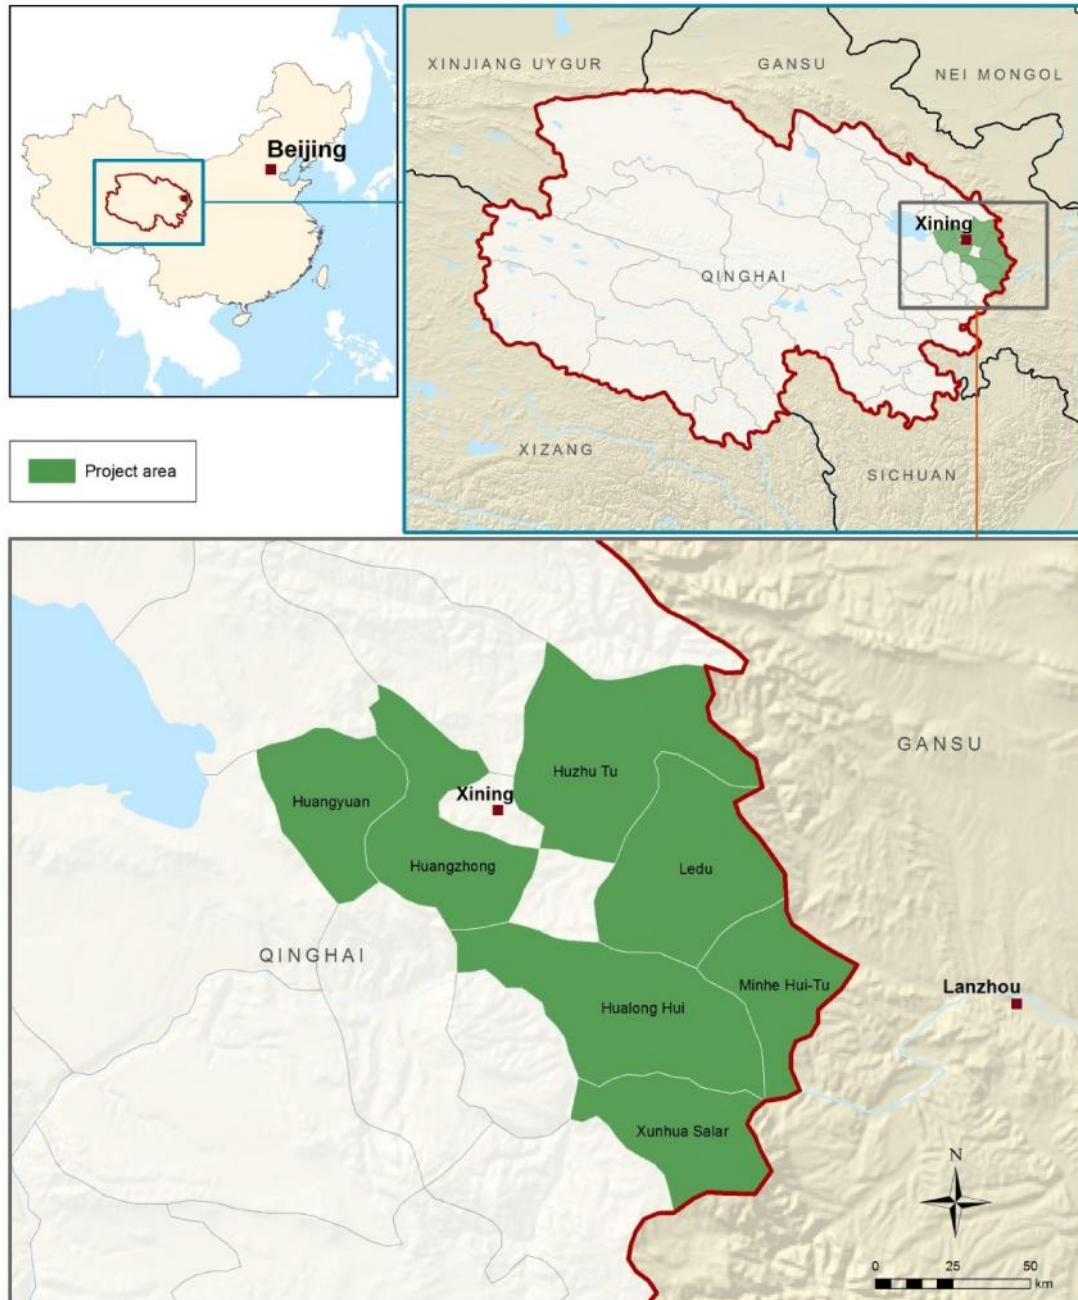 Beijing
XINJIANG UYGUR
GANSU
NEI MONGOL
Xining
QINGHAI
XIZANG
SICHUAN
Project area
GANSU
Huzhu Tu
Huangyuan
Xining
Huangzhong
Ledu
QINGHAI
Minhe Hui-Tu
Lanzhou
Hualong Hui
Xunhua Salar
N
0 25 50
km